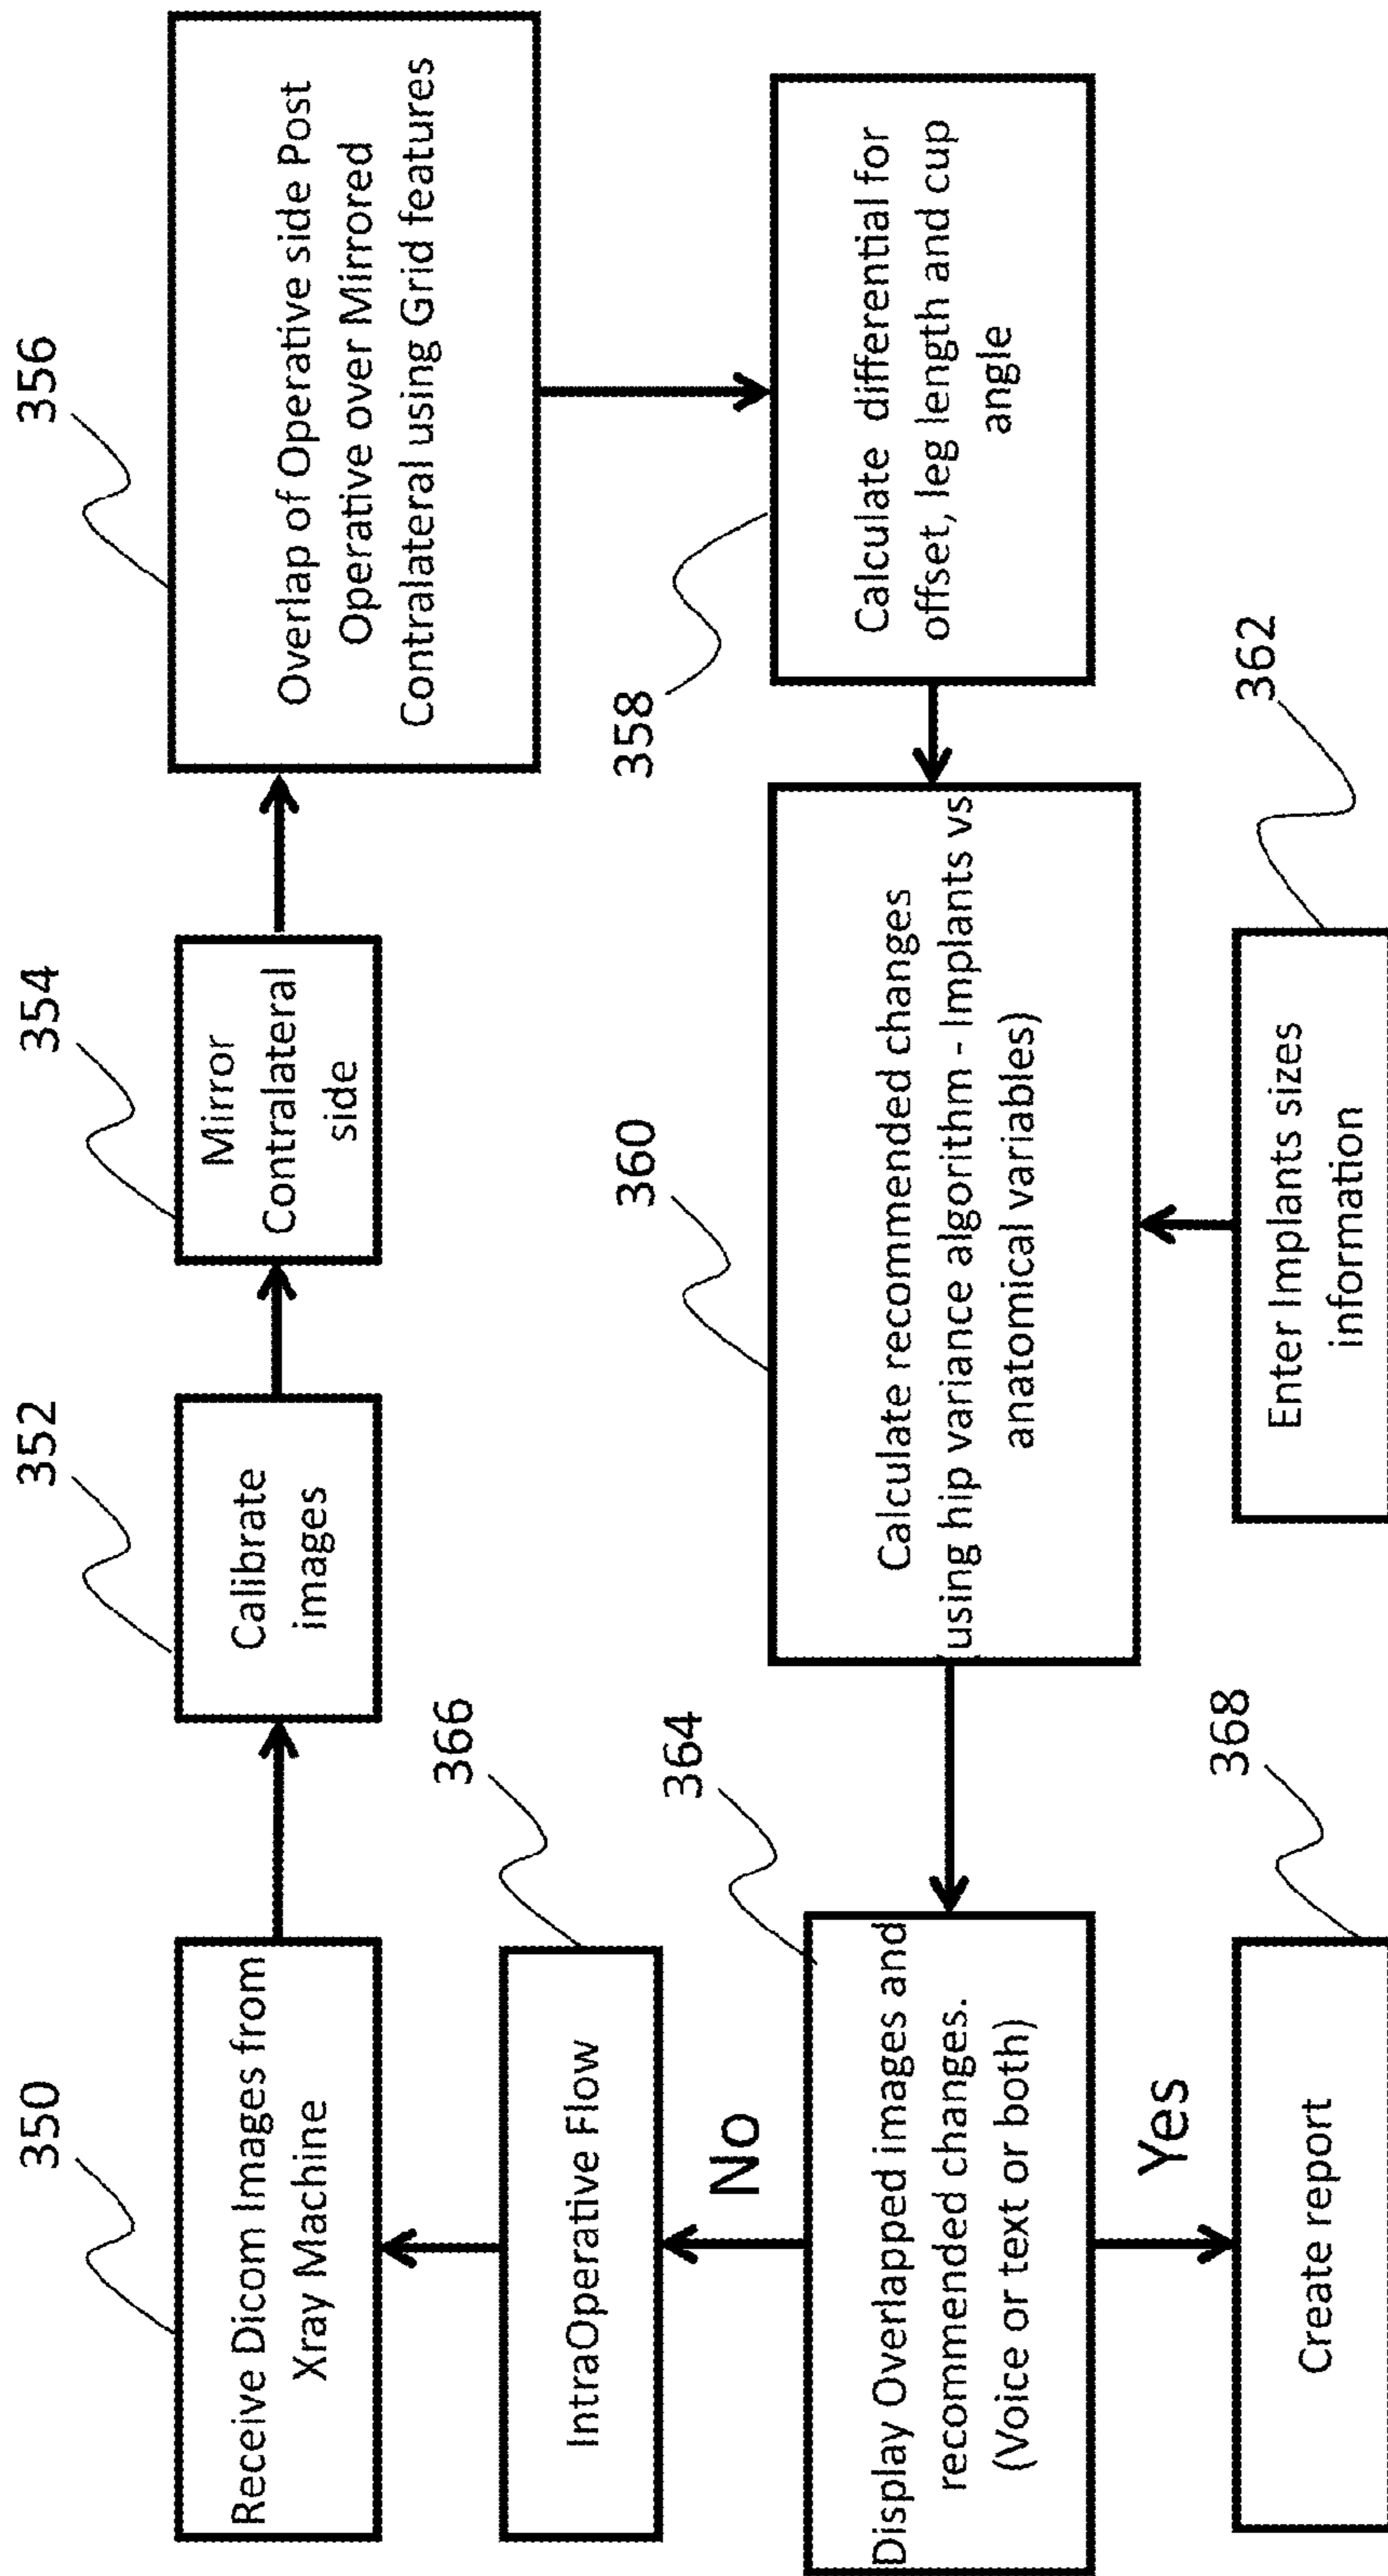 350
Receive Dicom Images from
Xray Machine
352
Calibrate
images
354
Mirror
Contralateral
side
356
Overlap of Operative side Post
Operative over Mirrored
Contralateral using Grid features
358
Calculate differential for
offset, leg length and cup
angle
360
Calculate recommended changes
using hip variance algorithm - Implants vs
anatomical variables)
362
Enter Implants sizes
information
364
Display Overlapped images and
recommended changes.
(Voice or text or both)
No
366
IntraOperative Flow
Yes
368
Create report